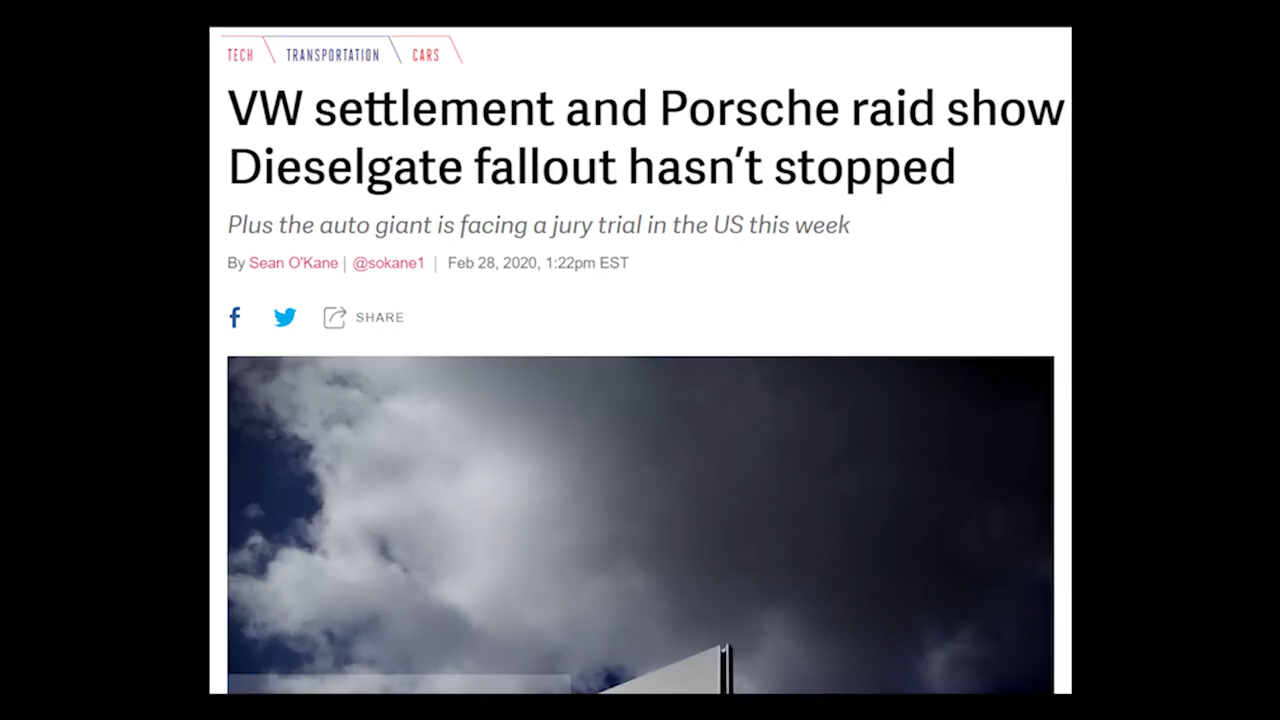 TECH TRANSPORTATION CARS
VW settlement and Porsche raid show
Dieselgate fallout hasn’t stopped
Plus the auto giant is facing a jury trial in the US this week
By Sean O'Kane | @sokane1 | Feb 28, 2020, 1:22pm EST
SHARE